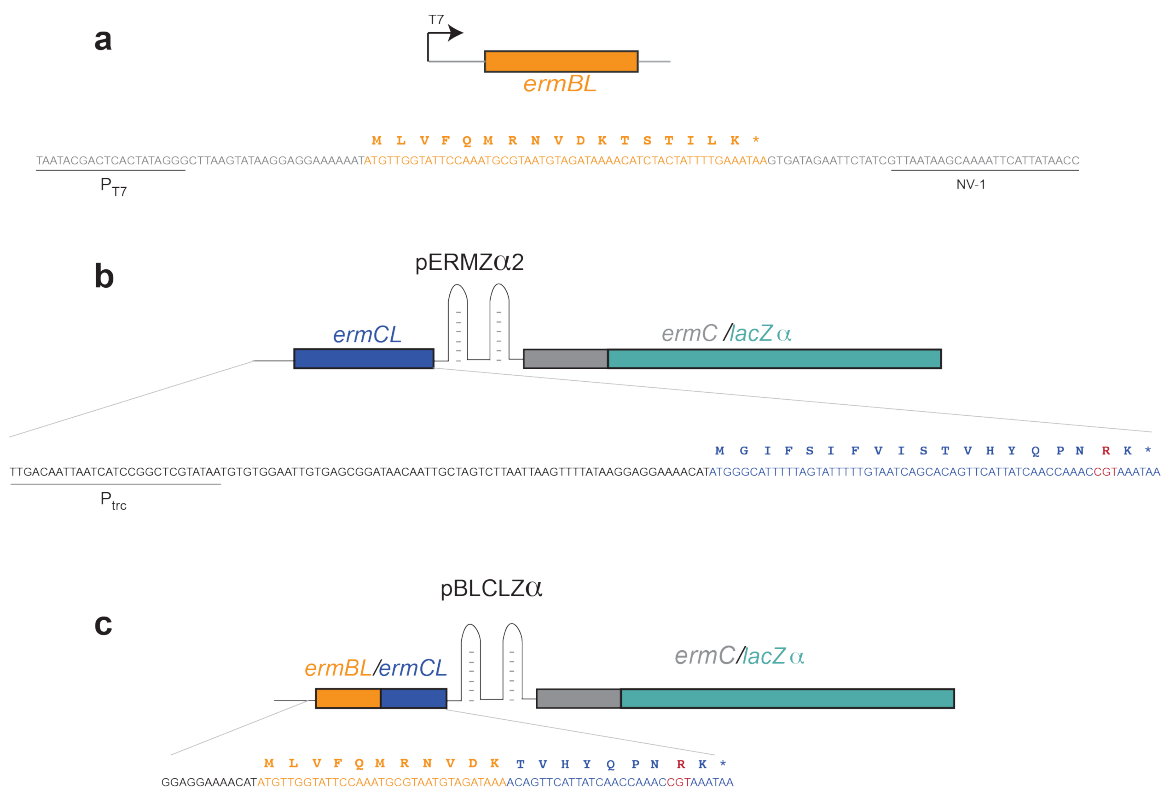 a
T7
ermBL
M L V F Q M R N V D K T S T I L K *
TAATACGACTCACTATAGGGCTTAAGTATAAGGAGGAAAAAATATGTTGGTATTCCAAATGCGTAATGTAGATAAAACATCTACTATTTTGAAATAAGTGATAGAATTCTATCGTTAATAAGCAAAATTCATTATAACC
PT7
NV-1
b
pERMZα2
ermCL
ermC/lacZα
M G I F S I F V I S T V H Y Q P N R K *
TTGACAATTAATCATCCGGCTCGTATAATGTGTGGAATTGTGAGCGGATAACAATTGCTAGTCTTAATTAAGTTTTATAAGGAGGAAAACATATGGGCATTTTTAGTATTTTTGTAATCAGCACAGTTCATTATCAACCAAACCGTAAATAA
Ptrc
pBLCLZα
c
ermBL/ermCL
ermC/lacZα
M L V F Q M R N V D K T V H Y Q P N R K *
GGAGGAAAACATATGTTGGTATTCCAAATGCGTAATGTAGATAAAACAGTTCATTATCAACCAAACCGTAAATAA